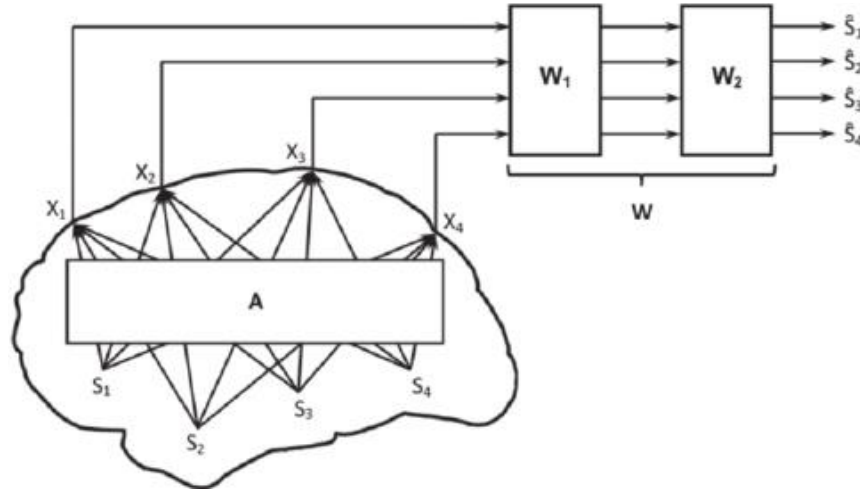 Ŝ₁
W₁ W₂ Ŝ₂
Ŝ₃
Ŝ₄
X₃
X₂
X₁ X₄
W
A
S₁ S₄
S₃
S₂